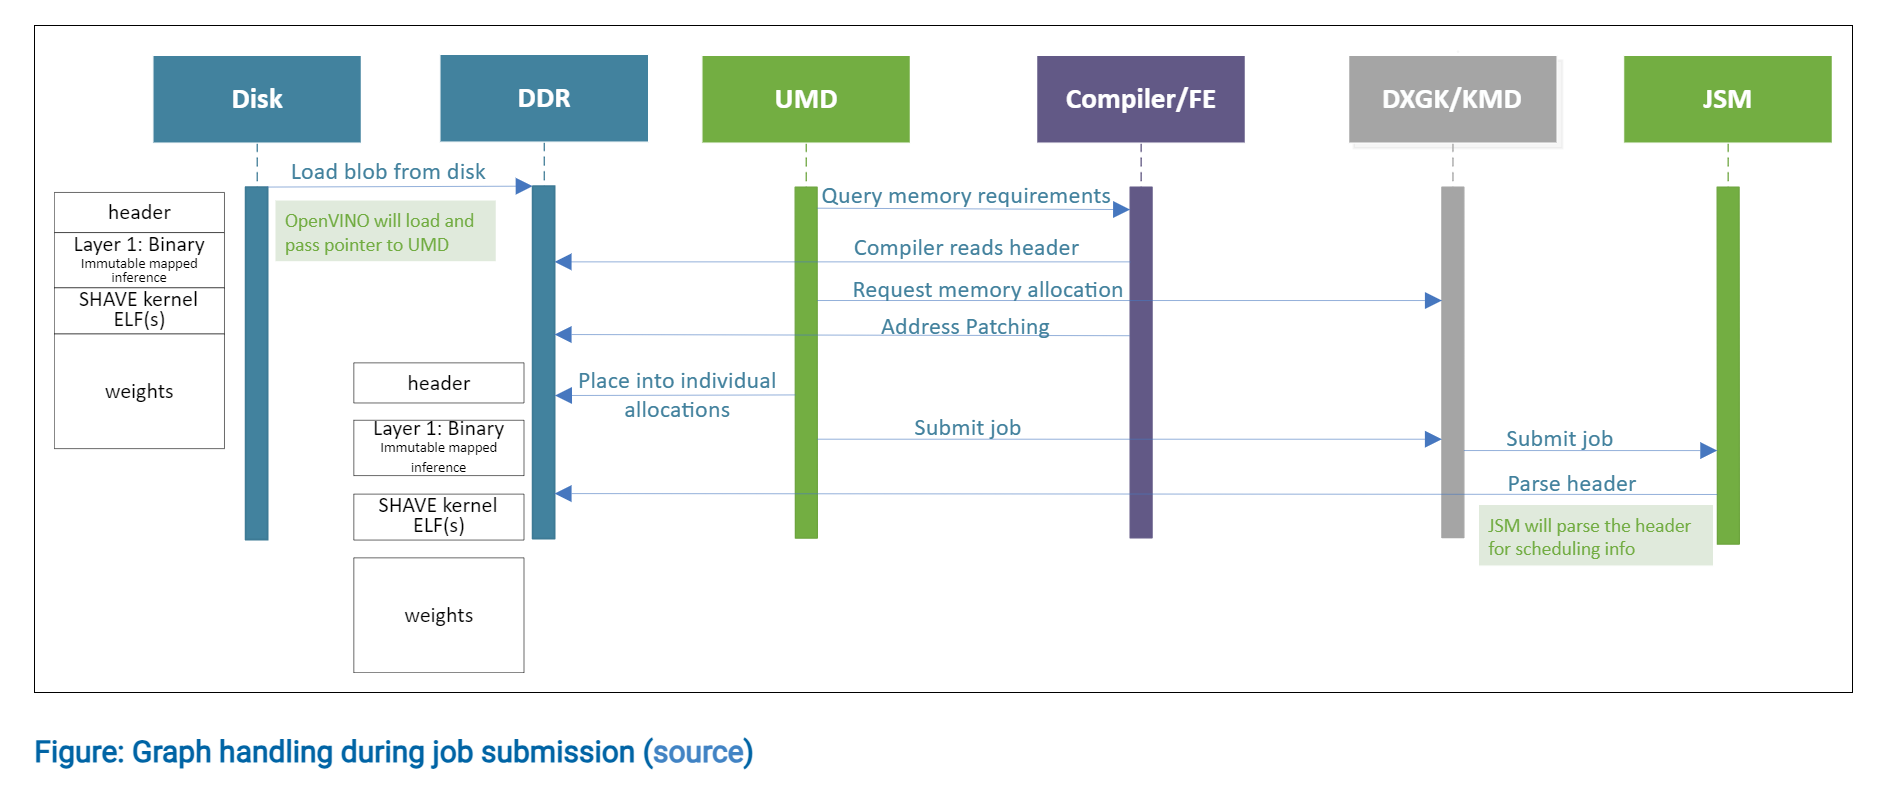 Disk
DDR
UMD
Compiler/FE
DXGK/KMD
JSM
Load blob from disk
OpenVINO will load and
pass pointer to UMD
Query memory requirements
Compiler reads header
Request memory allocation
Address Patching
Place into individual
allocations
Submit job
Submit job
Parse header
JSM will parse the header
for scheduling info
header
Layer 1: Binary
Immutable mapped
inference
SHAVE kernel
ELF(s)
weights
header
Layer 1: Binary
Immutable mapped
inference
SHAVE kernel
ELF(s)
weights
Figure: Graph handling during job submission (source)